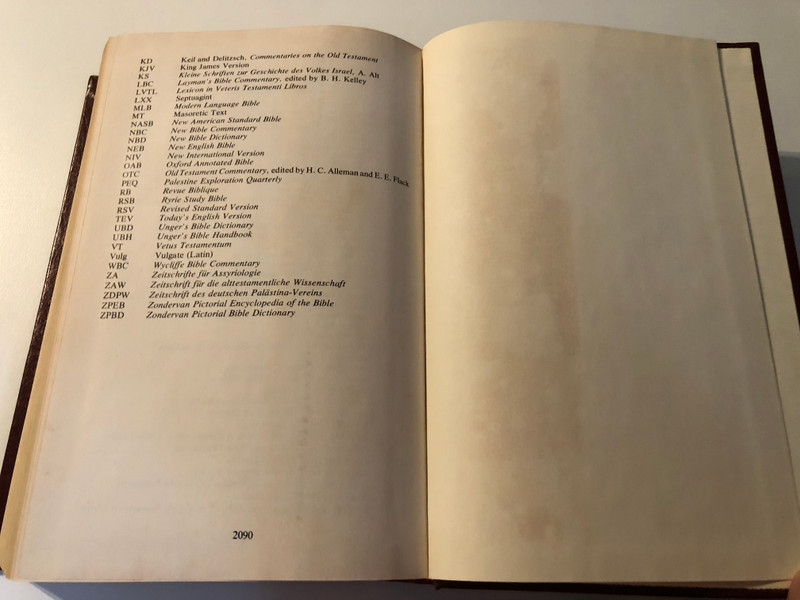 KD Keil and Delitzsch, Commentaries on the Old Testament
KJV King James Version
KS Kleine Schriften zur Geschichte des Volkes Israel, A. Alt
LBC Layman's Bible Commentary, edited by B. H. Kelley
LVTL Lexicon in Veteris Testamenti Libros
LXX Septuagint
MLB Modern Language Bible
MT Masoretic Text
NASB New American Standard Bible
NBC New Bible Commentary
NBD New Bible Dictionary
NEB New English Bible
NIV New International Version
OAB Oxford Annotated Bible
OTC Old Testament Commentary, edited by H. C. Alleman and E. E. Flack
PEQ Palestine Exploration Quarterly
RB Revue Biblique
RSB Ryrie Study Bible
RSV Revised Standard Version
TEV Today's English Version
UBD Unger's Bible Dictionary
UBH Unger's Bible Handbook
VT Vetus Testamentum
Vulg Vulgate (Latin)
WBC Wycliffe Bible Commentary
ZA Zeitschrifte für Assyriologie
ZAW Zeitschrift für die alttestamentliche Wissenschaft
ZDPW Zeitschrift des deutschen Palästina-Vereins
ZPEB Zondervan Pictorial Encyclopedia of the Bible
ZPBD Zondervan Pictorial Bible Dictionary
2090